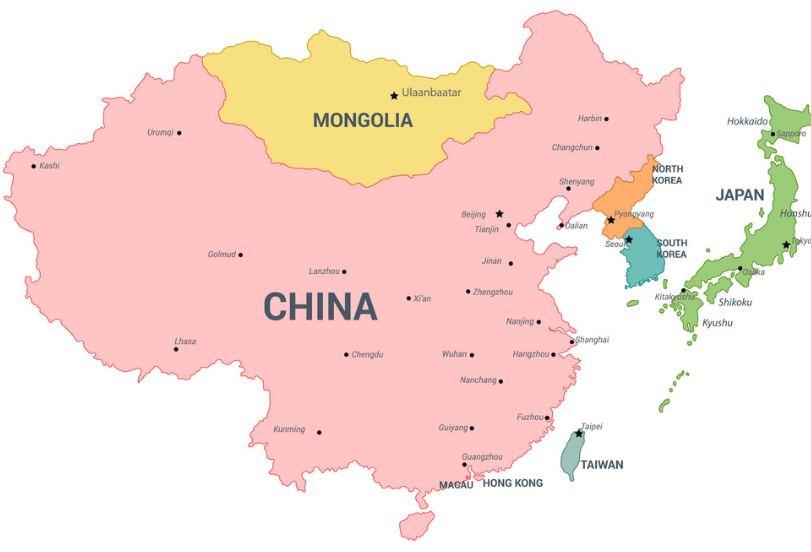 Ulaanbaatar
MONGOLIA
Harbin
Hokkaido
Sapporo
Urumqi
Changchun
Kashi
NORTH
KOREA
Shenyang
JAPAN
Beijing
Pyongyang
Honshu
Tianjin
Dalian
Seoul
SOUTH
KOREA
Tokyo
Golmud
Jinan
Lanzhou
Osaka
CHINA
Xi'an
Zhengzhou
Kitakyushu
Shikoku
Nanjing
Kyushu
Shanghai
Lhasa
Chengdu
Wuhan
Hangzhou
Nanchang
Fuzhou
Kunming
Guiyang
Taipei
Guangzhou
TAIWAN
MACAU
HONG KONG